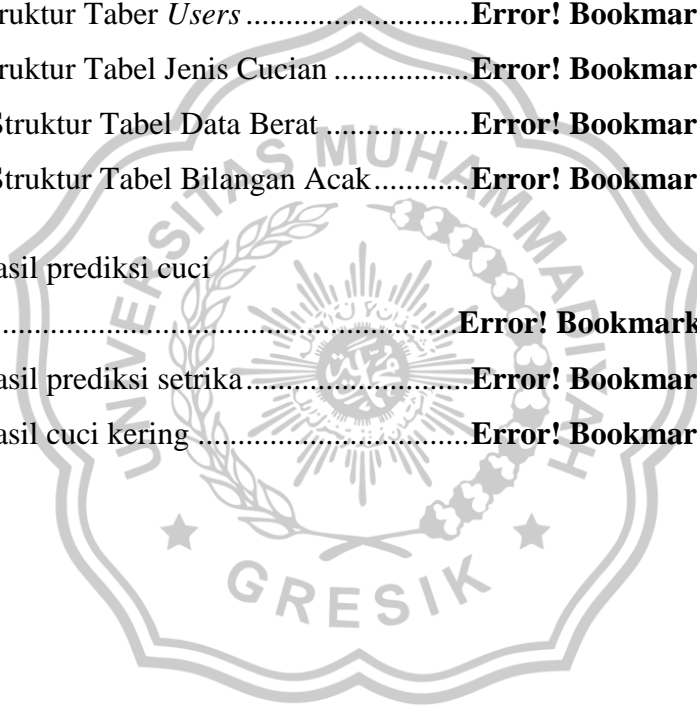 ruktur Taber Users............................Error! Bookmar
ruktur Tabel Jenis Cucian .................Error! Bookmar
Struktur Tabel Data Berat ..................Error! Bookmar
Struktur Tabel Bilangan Acak............Error! Bookmar
asil prediksi cuci
..........................................................Error! Bookmark
asil prediksi setrika............................Error! Bookmar
asil cuci kering ..................................Error! Bookmar
UNIVERSITAS MUHAMMADIYAH
GRESIK